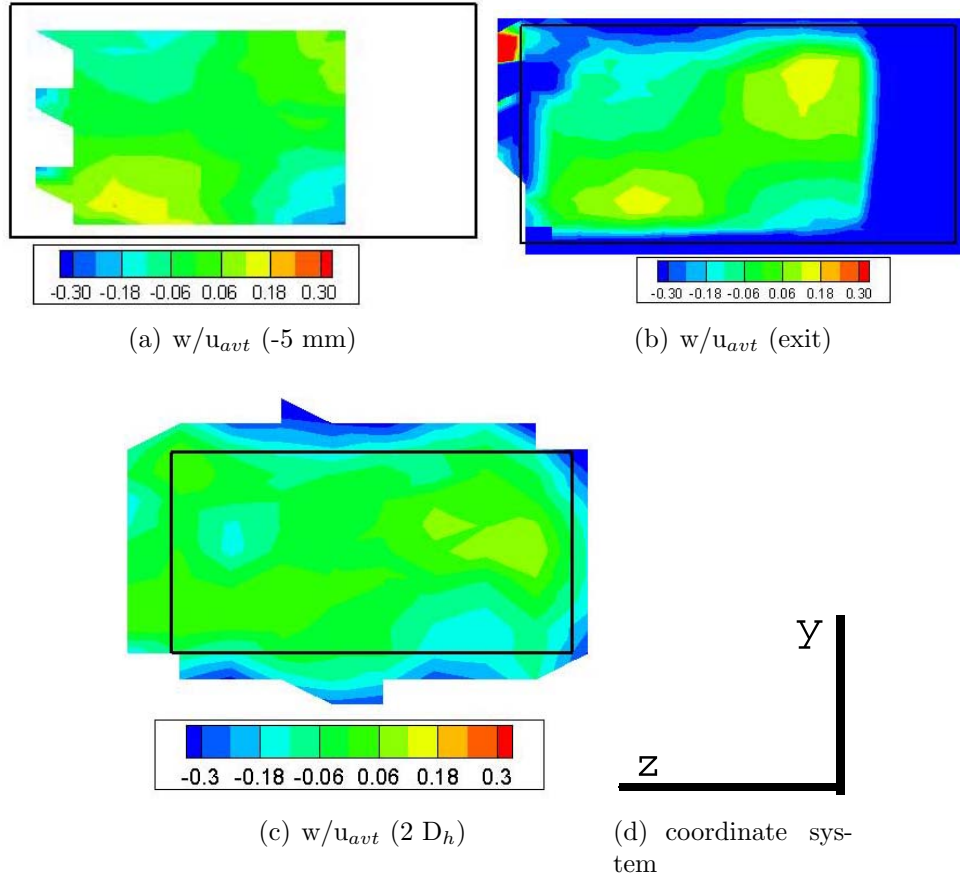 -0.30 -0.18 -0.06 0.06 0.18 0.30
-0.30 -0.18 -0.06 0.06 0.18 0.30
(a) w/u_avt (-5 mm)
(b) w/u_avt (exit)
-0.3 -0.18 -0.06 0.06 0.18 0.3
y
z
(c) w/u_avt (2 D_h)
(d) coordinate sys-
tem